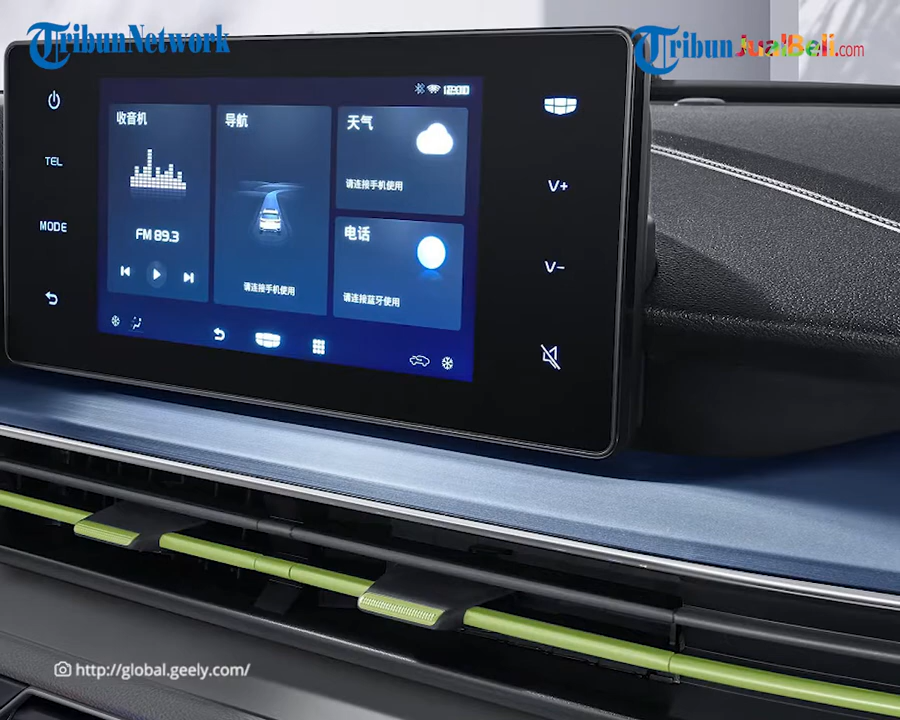 TribunNetwork
TribunJualBeli.com
12:00
收音机
导航
天气
TEL
请连接手机使用
V+
MODE
电话
FM 89.3
V-
请连接手机使用
请连接蓝牙使用
http://global.geely.com/